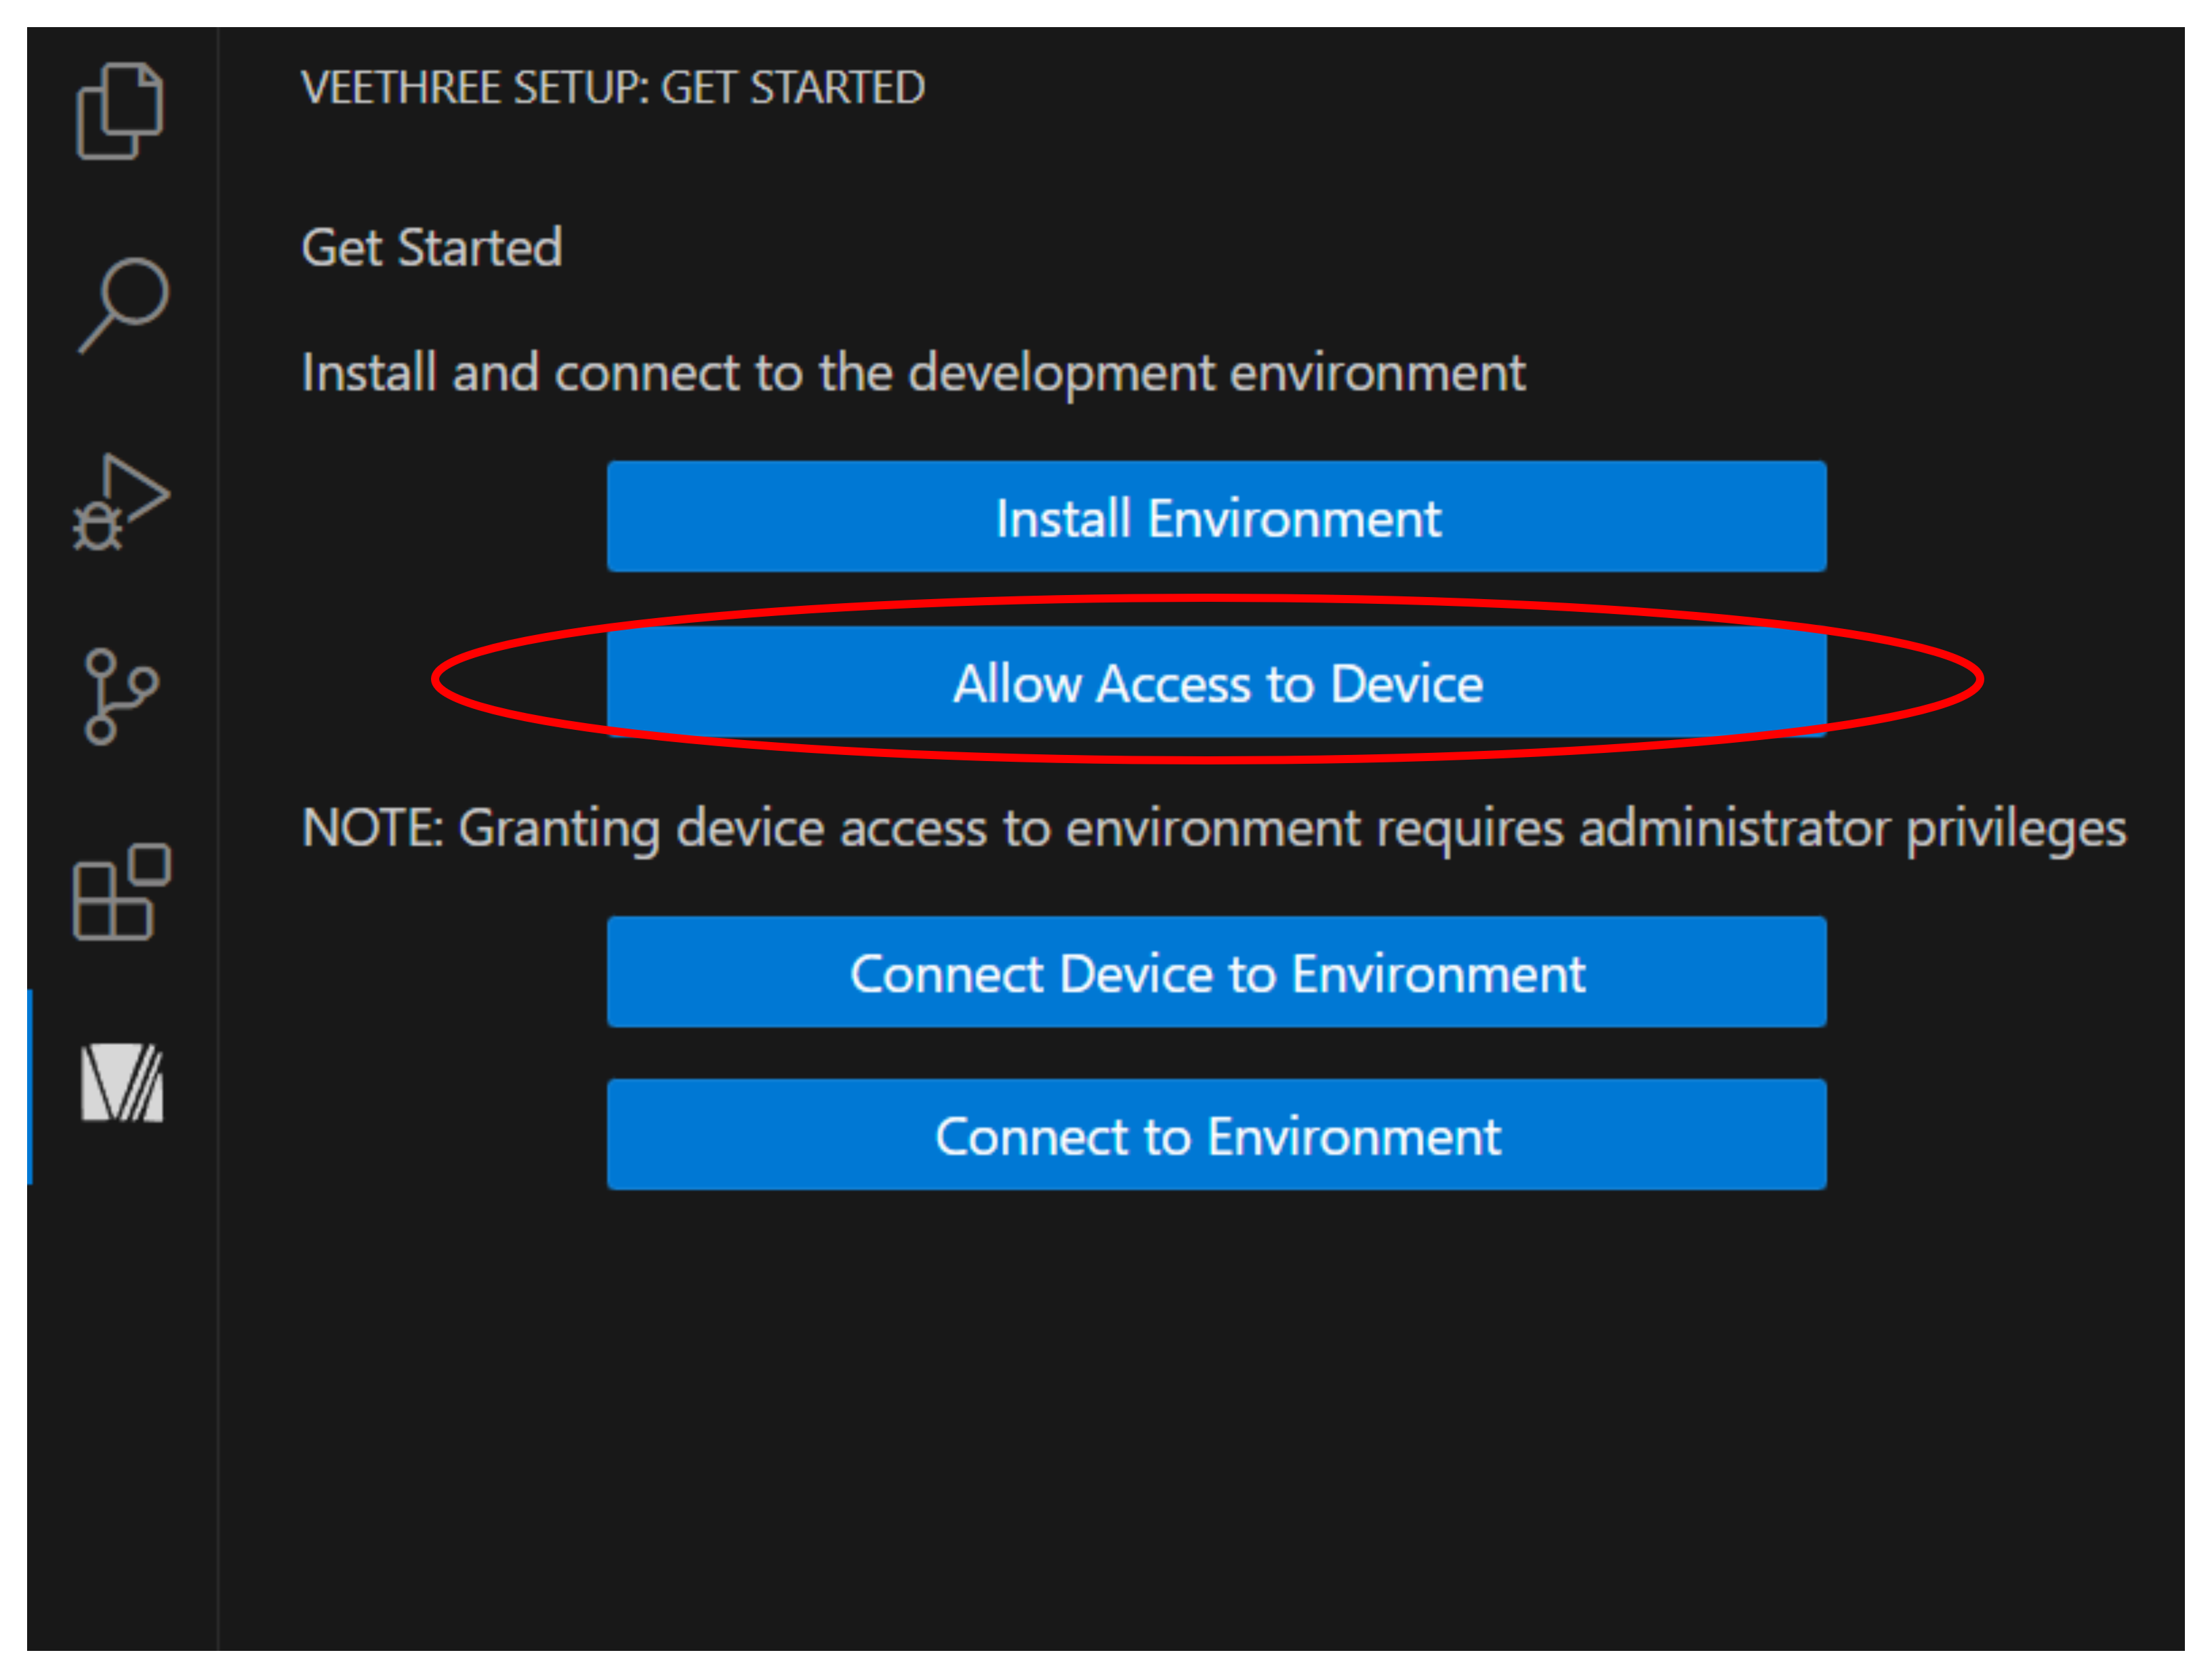 VEETHREE SETUP: GET STARTED
Get Started
Install and connect to the development environment
Install Environment
Allow Access to Device
NOTE: Granting device access to environment requires administrator privileges
Connect Device to Environment
Connect to Environment